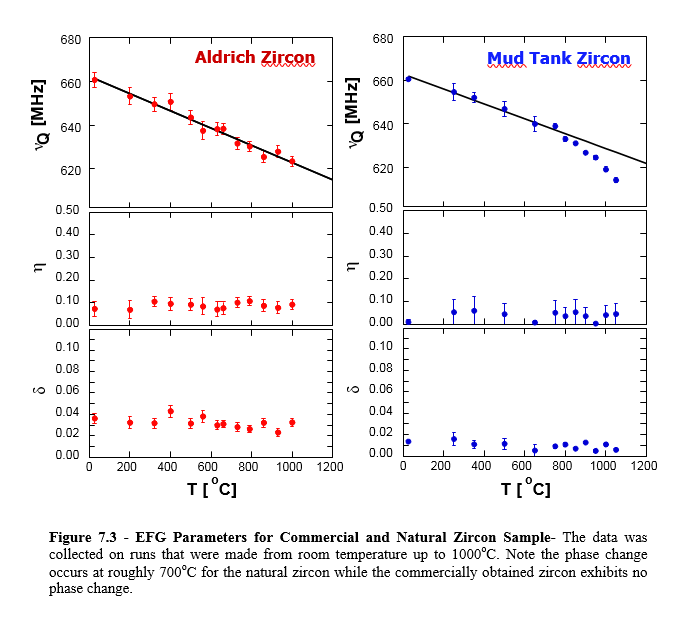 Aldrich Zircon
Mud Tank Zircon
680
660
640
620
νQ [MHz]
680
660
640
620
νQ [MHz]
0.50
0.40
0.30
0.20
0.10
0.00
η
0.50
0.40
0.30
0.20
0.10
0.00
η
0.10
0.08
0.06
0.04
0.02
0.00
δ
0.10
0.08
0.06
0.04
0.02
0.00
δ
0 200 400 600 800 1000
0 200 400 600 800 1000 1200
T [ °C]
T [ °C]
Figure 7.3 - EFG Parameters for Commercial and Natural Zircon Sample- The data was
collected on runs that were made from room temperature up to 1000°C. Note the phase change
occurs at roughly 700°C for the natural zircon while the commercially obtained zircon exhibits no
phase change.